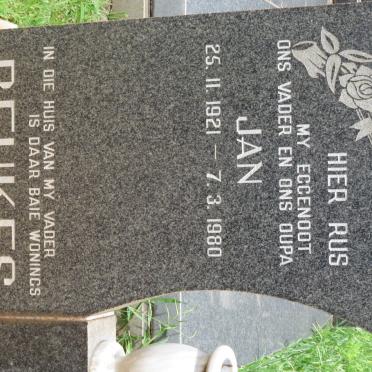 HIER RUS
MY EGGENOOT
ONS VADER EN ONS OUPA
JAN
25. 11. 1921 — 7. 3. 1980
IN DIE HUIS VAN MY VADER
IS DAAR BAIE WONINGS